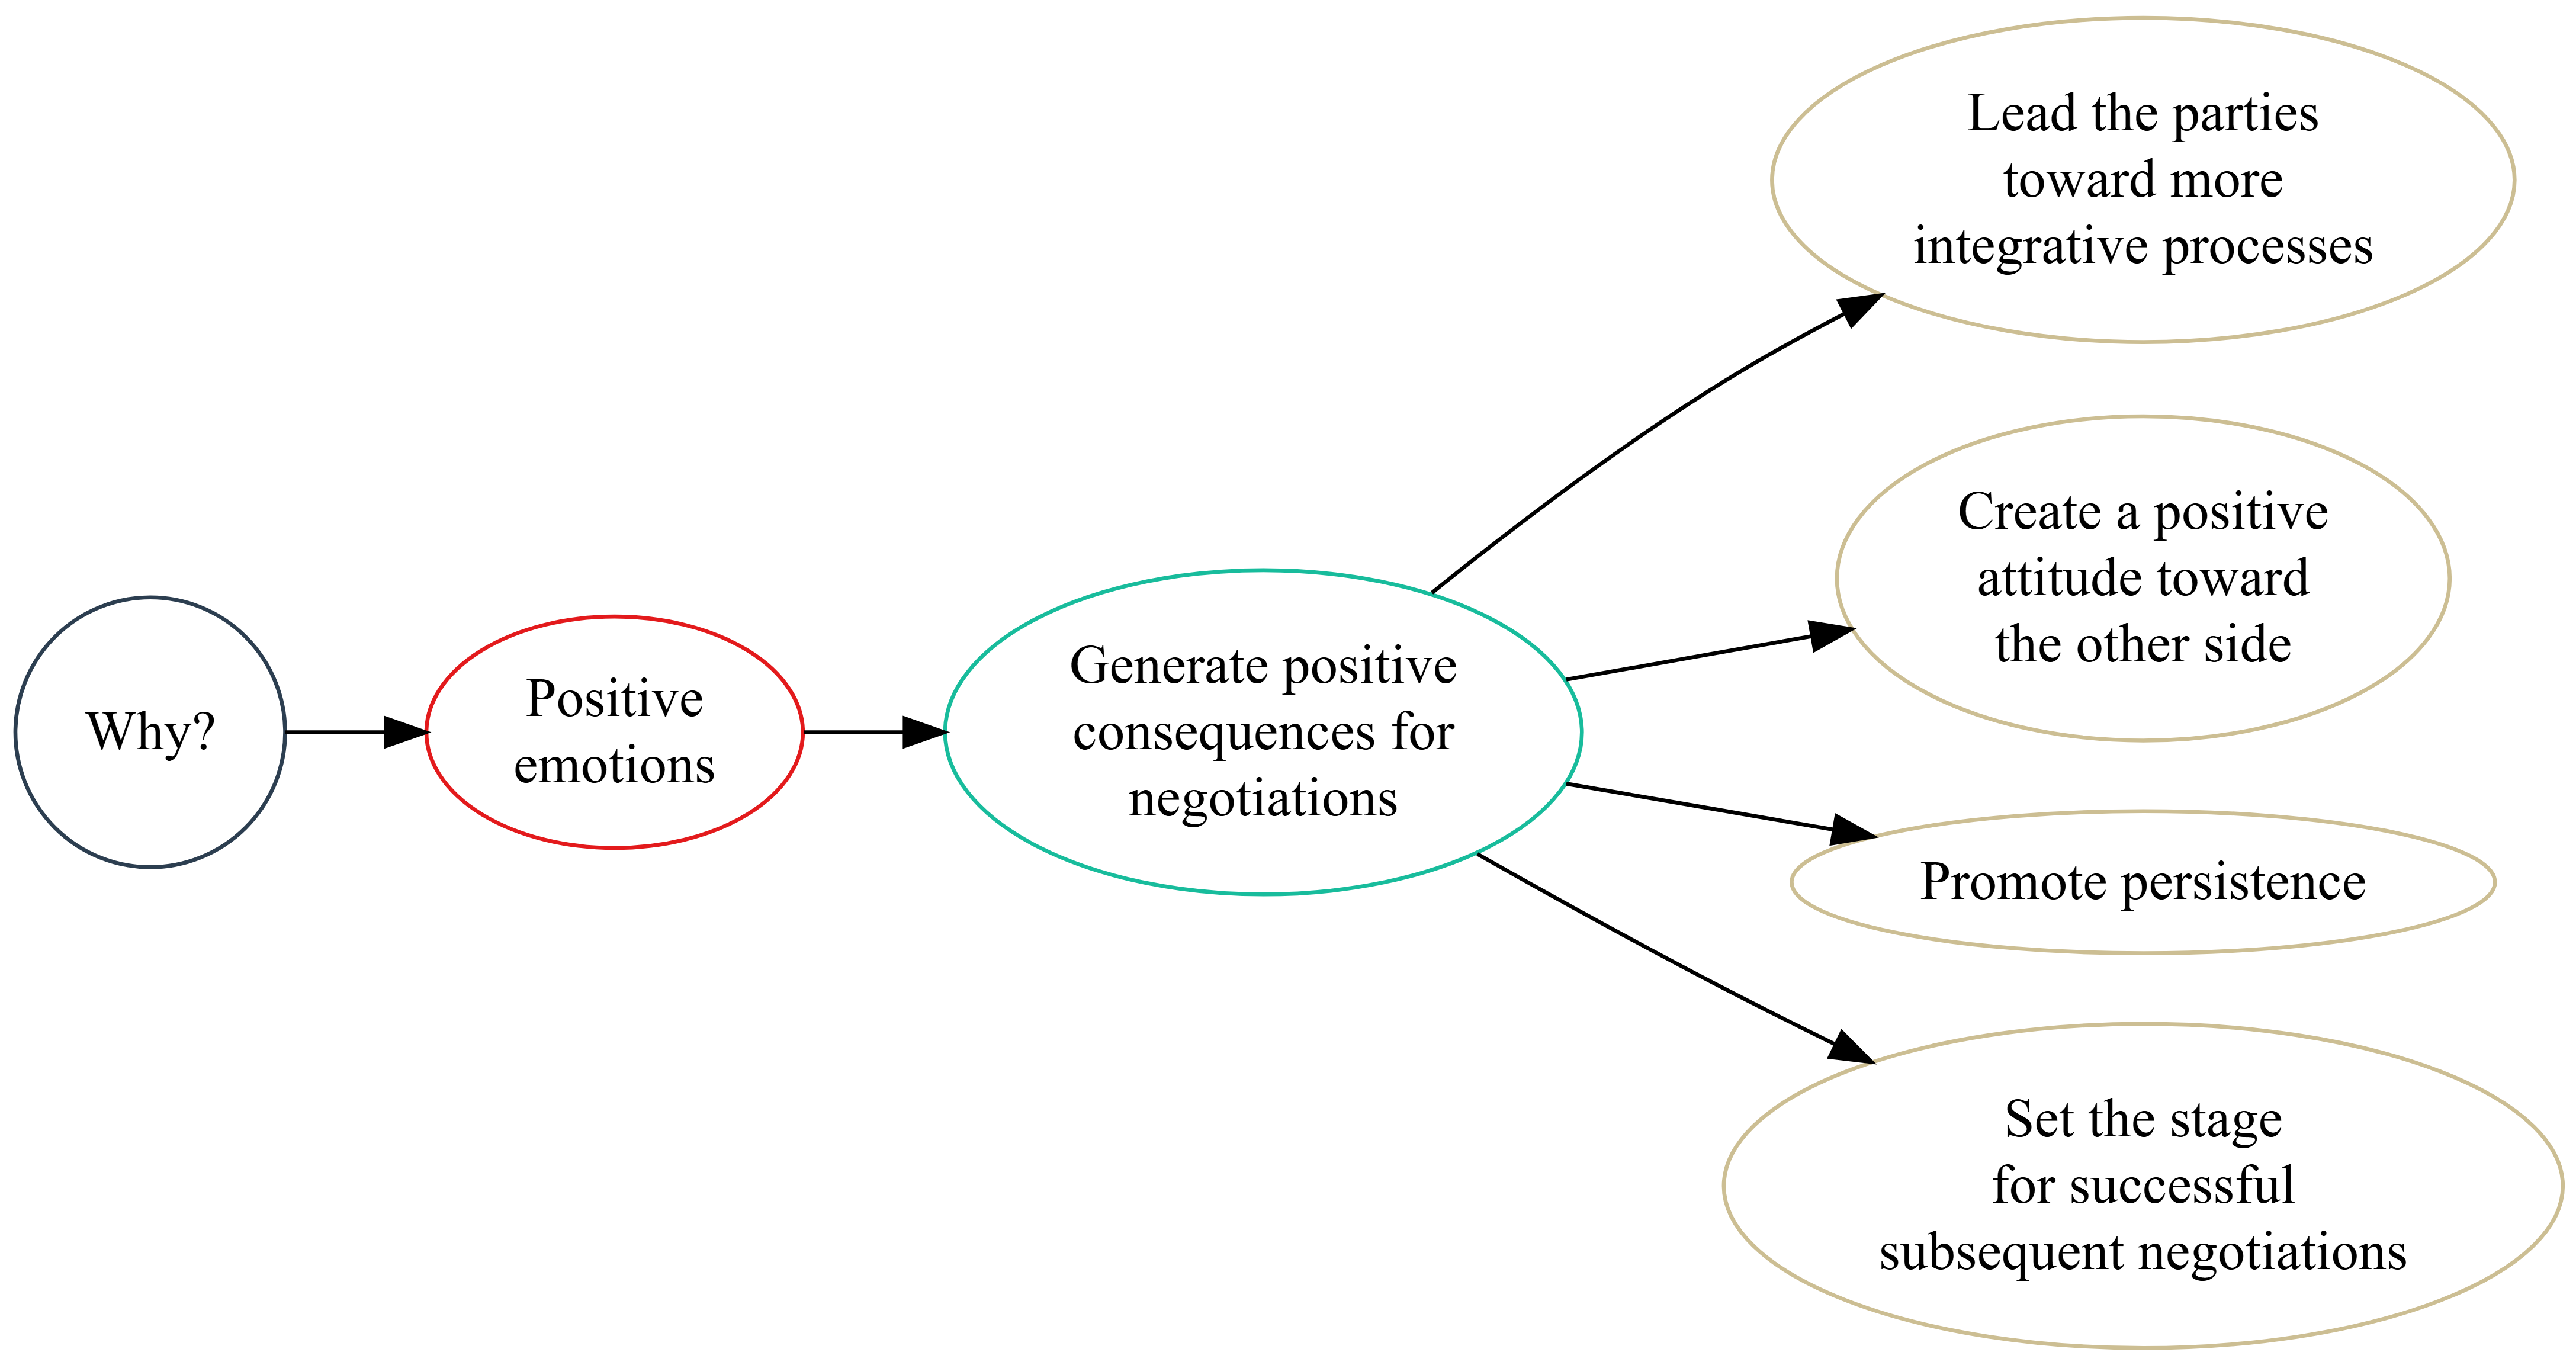 Why?
Positive
emotions
Generate positive
consequences for
negotiations
Lead the parties
toward more
integrative processes
Create a positive
attitude toward
the other side
Promote persistence
Set the stage
for successful
subsequent negotiations